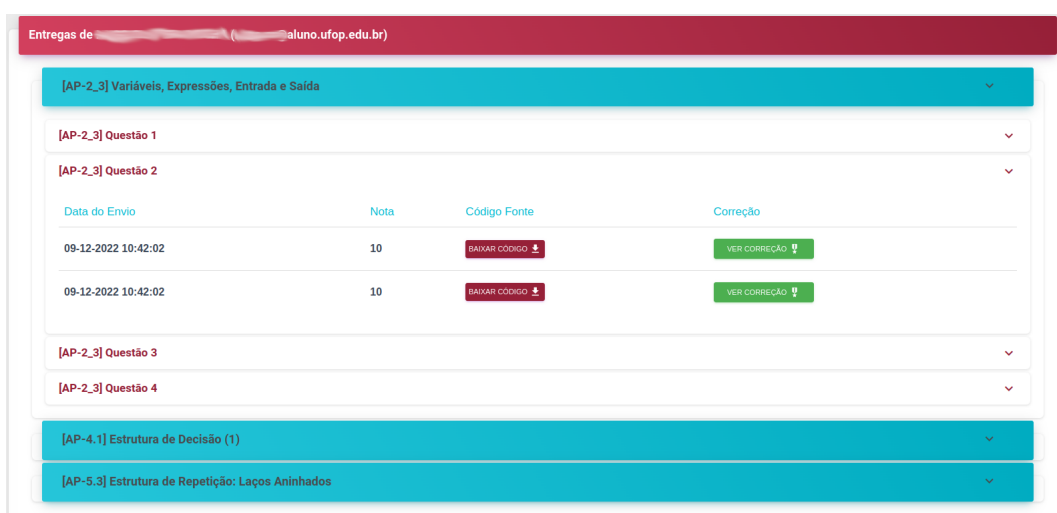 Entregas de ( aluno.ufop.edu.br)
[AP-2_3] Variáveis, Expressões, Entrada e Saída
[AP-2_3] Questão 1
[AP-2_3] Questão 2
Data do Envio Nota Código Fonte Correção
09-12-2022 10:42:02 10 BAIXAR CÓDIGO VER CORREÇÃO
09-12-2022 10:42:02 10 BAIXAR CÓDIGO VER CORREÇÃO
[AP-2_3] Questão 3
[AP-2_3] Questão 4
[AP-4.1] Estrutura de Decisão (1)
[AP-5.3] Estrutura de Repetição: Laços Aninhados